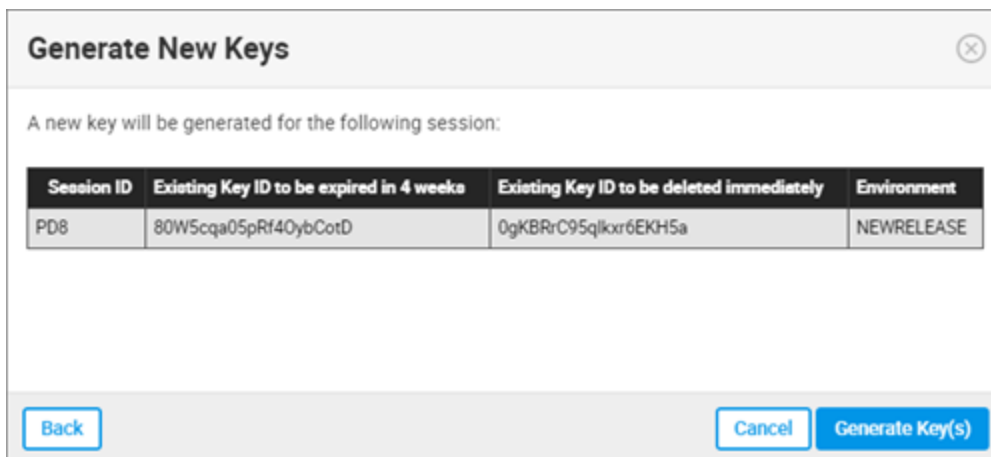 Generate New Keys
A new key will be generated for the following session:
Session ID Existing Key ID to be expired in 4 weeks Existing Key ID to be deleted immediately Environment
PD8 80W5cqa05pRf4OybCotD 0gKBRrC95qlkxr6EKH5a NEWRELEASE
Back Cancel Generate Key(s)